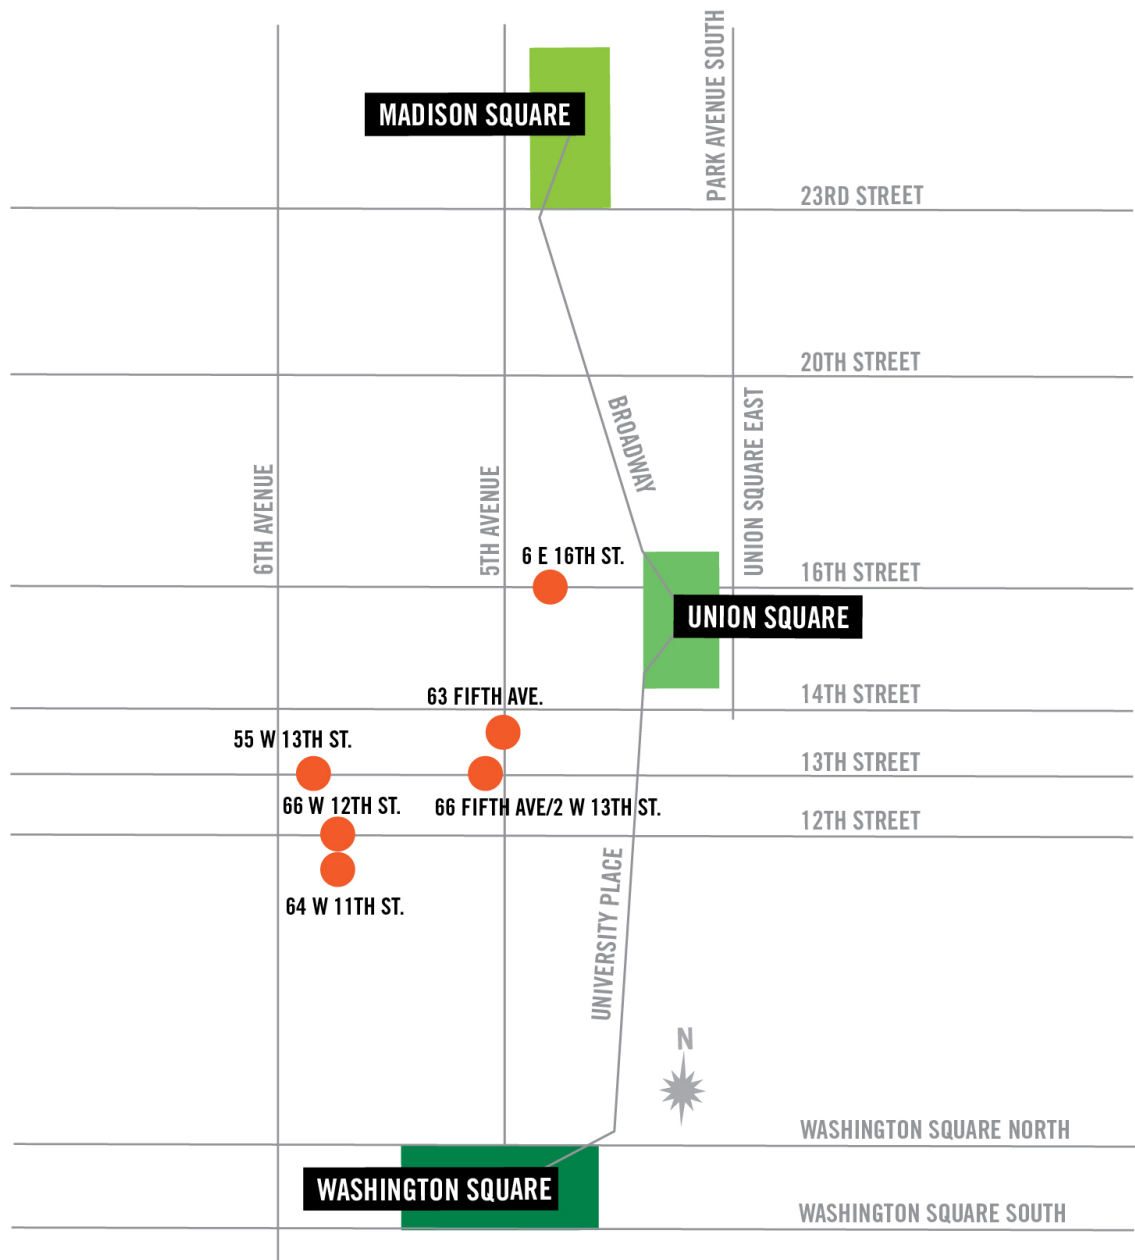 PARK AVENUE SOUTH
MADISON SQUARE
23RD STREET
20TH STREET
BROADWAY
UNION SQUARE EAST
6TH AVENUE
5TH AVENUE
6 E 16TH ST.
16TH STREET
UNION SQUARE
63 FIFTH AVE.
14TH STREET
55 W 13TH ST.
13TH STREET
66 W 12TH ST.
66 FIFTH AVE/2 W 13TH ST.
12TH STREET
UNIVERSITY PLACE
64 W 11TH ST.
N
WASHINGTON SQUARE NORTH
WASHINGTON SQUARE
WASHINGTON SQUARE SOUTH